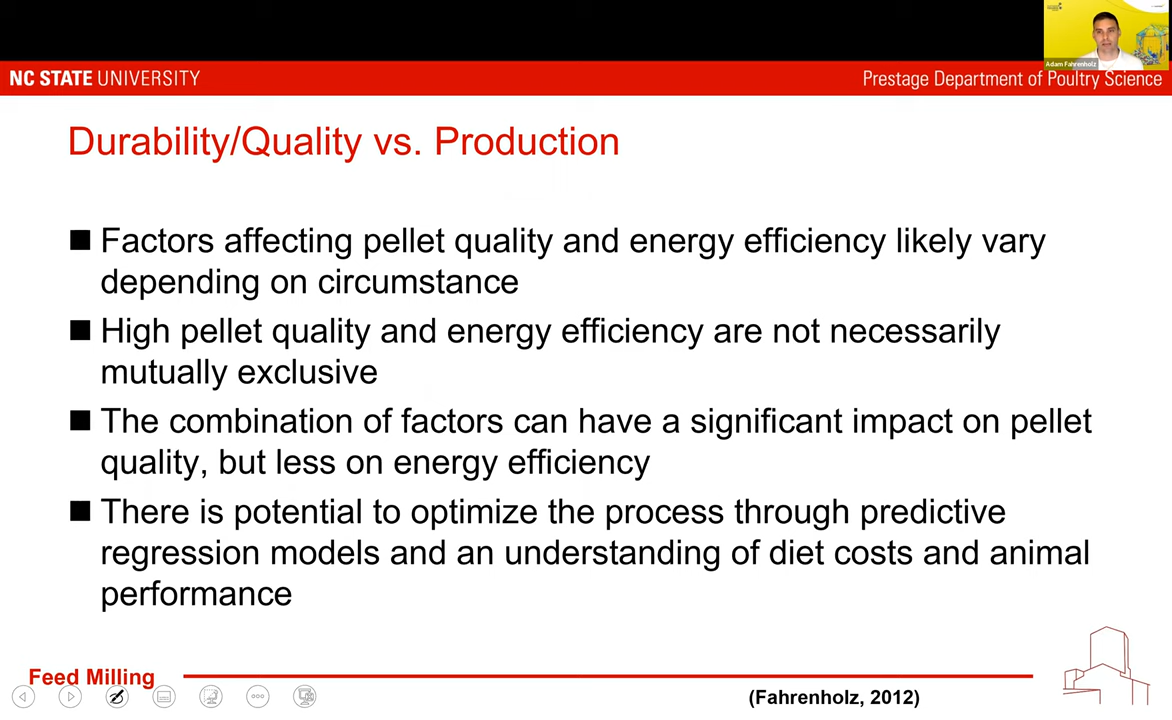 Adam Fahrenholz
NC STATE UNIVERSITY
Prestage Department of Poultry Science
Durability/Quality vs. Production
Factors affecting pellet quality and energy efficiency likely vary
depending on circumstance
High pellet quality and energy efficiency are not necessarily
mutually exclusive
The combination of factors can have a significant impact on pellet
quality, but less on energy efficiency
There is potential to optimize the process through predictive
regression models and an understanding of diet costs and animal
performance
Feed Milling
(Fahrenholz, 2012)